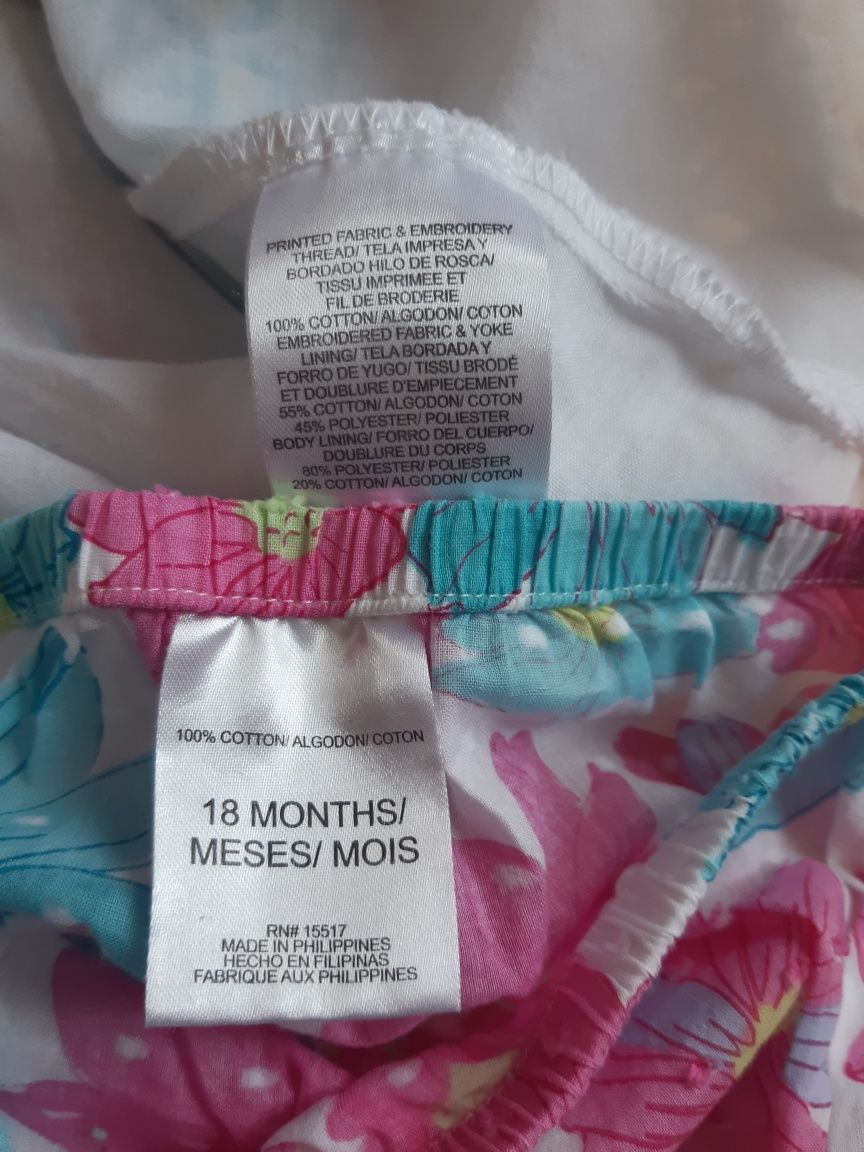 PRINTED FABRIC & EMBROIDERY
THREAD/ TELA IMPRESA Y
BORDADO HILO DE ROSCA/
TISSU IMPRIMEE ET
FIL DE BRODERIE
100% COTTON/ ALGODON/ COTON
EMBROIDERED FABRIC & YOKE
LINING/ TELA BORDADA Y
FORRO DE YUGO/ TISSU BRODÉ
ET DOUBLURE D'EMPIECEMENT
55% COTTON/ ALGODON/ COTON
45% POLYESTER/ POLIESTER
BODY LINING/ FORRO DEL CUERPO/
DOUBLURE DU CORPS
80% POLYESTER/ POLIESTER
20% COTTON/ ALGODON/ COTON
100% COTTON/ ALGODON/ COTON
18 MONTHS/
MESES/ MOIS
RN# 15517
MADE IN PHILIPPINES
HECHO EN FILIPINAS
FABRIQUE AUX PHILIPPINES